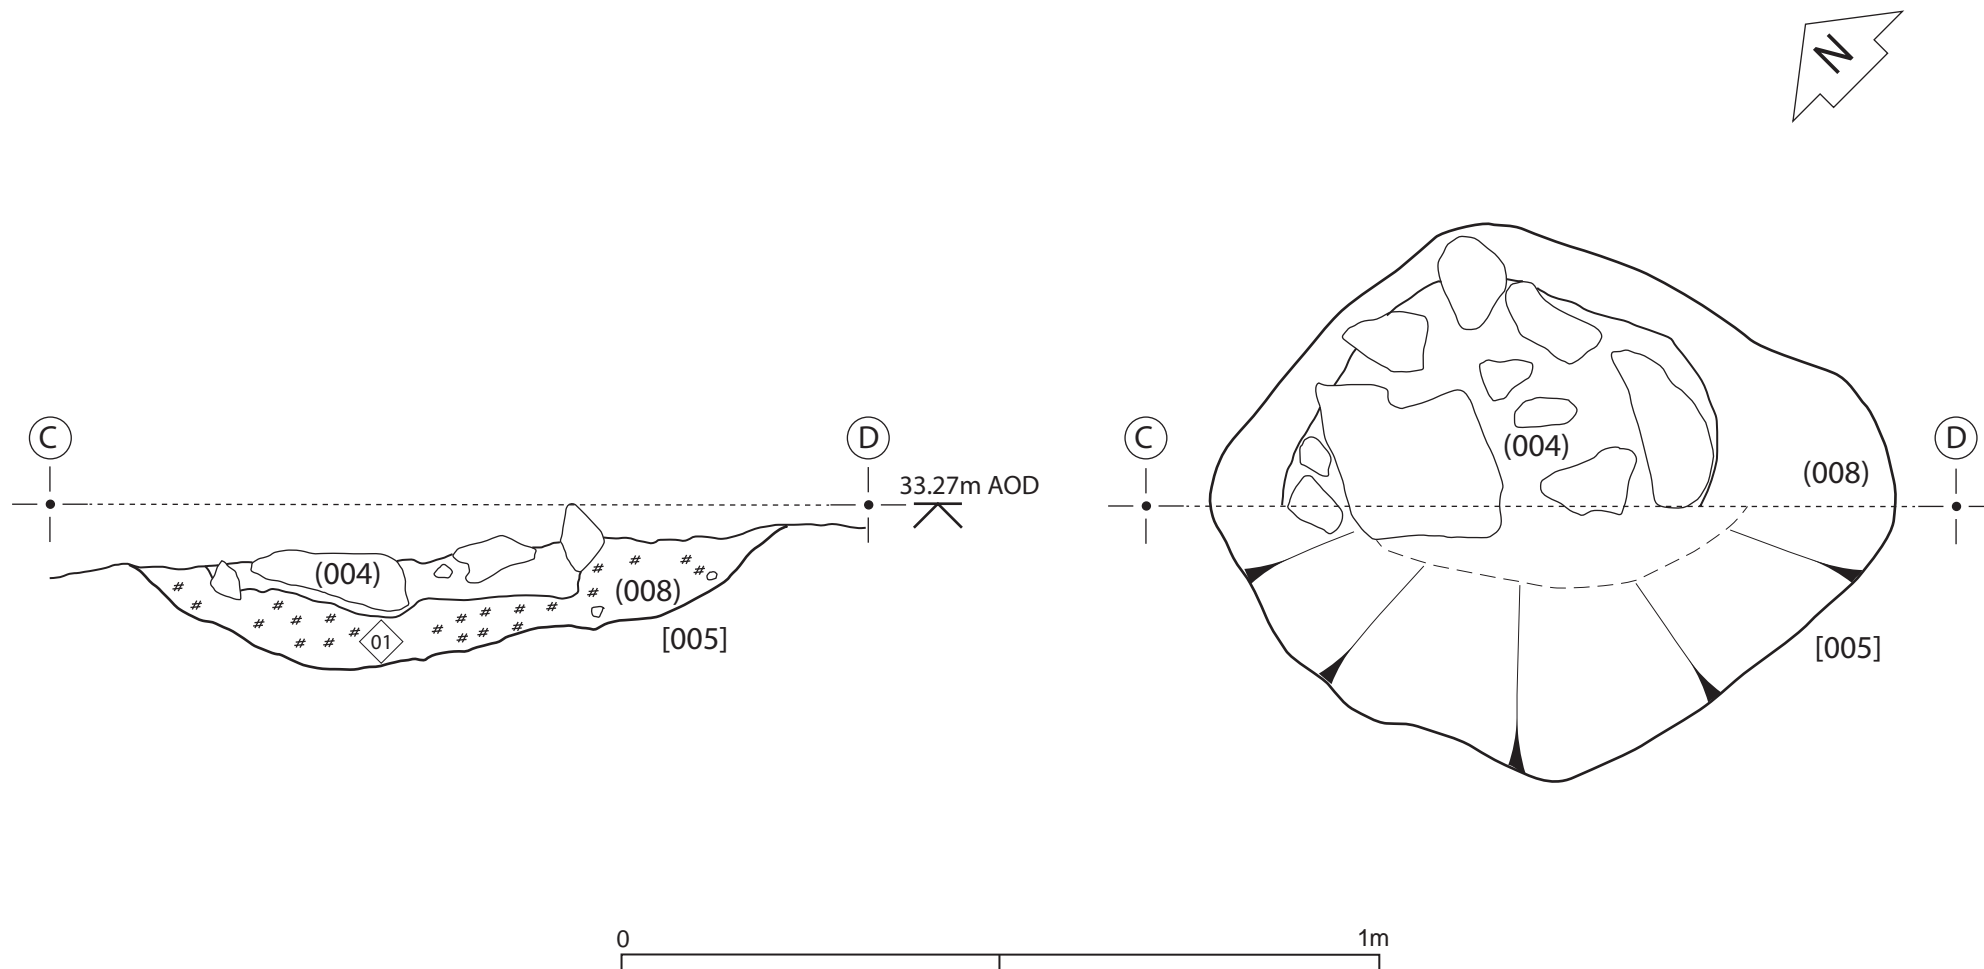 N
C
D
33.27m AOD
(004)
(008)
01
[005]
C
D
(004)
(008)
[005]
0
1m